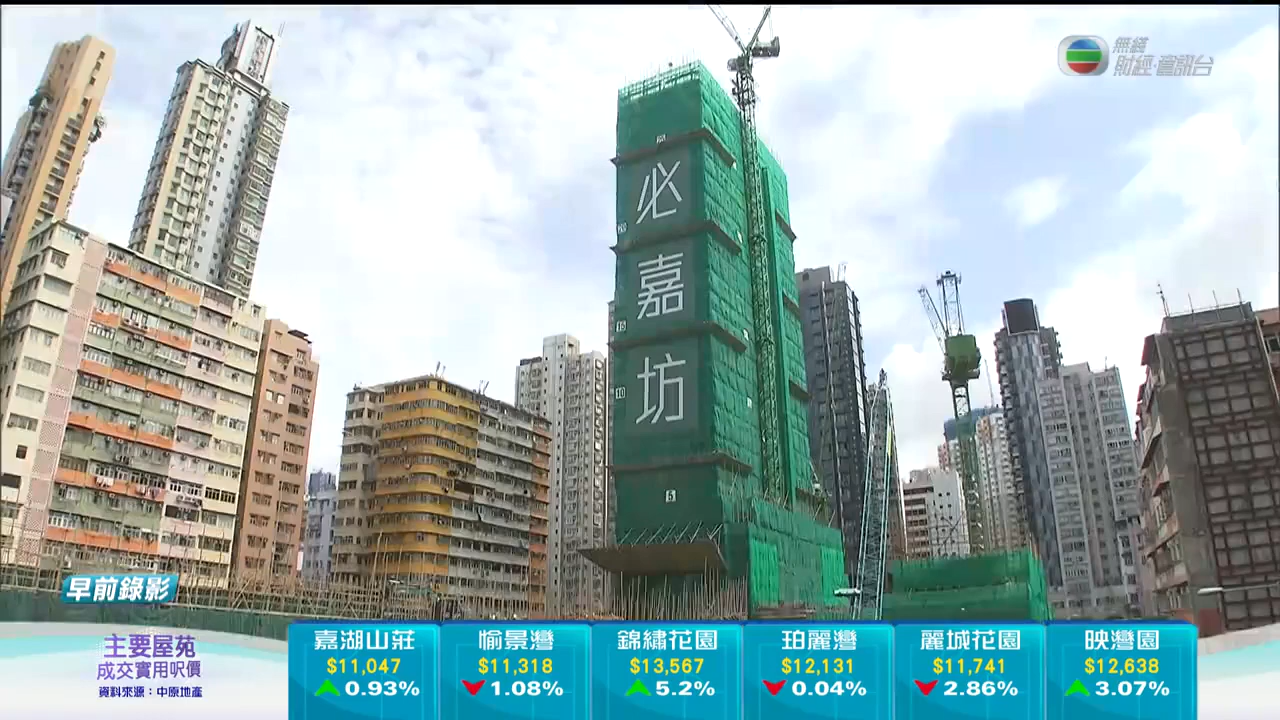 無綫
財經·資訊台
必
嘉
坊
20
15
10
5
早前錄影
主要屋苑
成交實用呎價
資料來源：中原地產
嘉湖山莊
$11,047
0.93%
愉景灣
$11,318
1.08%
錦繡花園
$13,567
5.2%
珀麗灣
$12,131
0.04%
麗城花園
$11,741
2.86%
映灣園
$12,638
3.07%